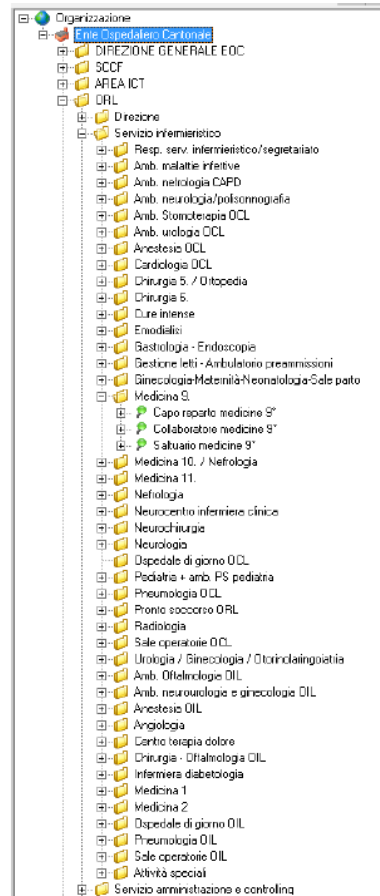 Organizzazione
Ente Ospedaliero Cantonale
DIREZIONE GENERALE EOC
SCCF
AREA ICT
ORL
Direzione
Servizio infermieristico
Resp. serv. infermieristico/segretariato
Amb. malattie infettive
Amb. nefrologia CAPD
Amb. neurologia/polisonnografia
Amb. Stomoterapia OCL
Amb. urologia OCL
Anestesia OCL
Cardiologia OCL
Chirurgia 5. / Ortopedia
Chirurgia 6.
Cure intense
Emodialisi
Gastrologia - Endoscopia
Gestione letti - Ambulatorio preammissioni
Ginecologia-Maternità-Neonatologia-Sale parto
Medicina 9.
Capo reparto medicine 9°
Collaboratore medicine 9°
Saltuario medicine 9°
Medicina 10. / Nefrologia
Medicina 11.
Nefrologia
Neurocentro infermiera clinica
Neurochirurgia
Neurologia
Ospedale di giorno OCL
Pediatria + amb. PS pediatria
Pneumologia OCL
Pronto soccorso ORL
Radiologia
Sale operatorie OCL
Urologia / Ginecologia / Otorinolaringoiatria
Amb. Oftalmologia OIL
Amb. neurourologia e ginecologia OIL
Anestesia OIL
Angiologia
Centro terapia dolore
Chirurgia - Oftalmologia OIL
Infermiera diabetologia
Medicina 1
Medicina 2
Ospedale di giorno OIL
Pneumologia OIL
Sale operatorie OIL
Attività speciali
Servizio amministrazione e controlling